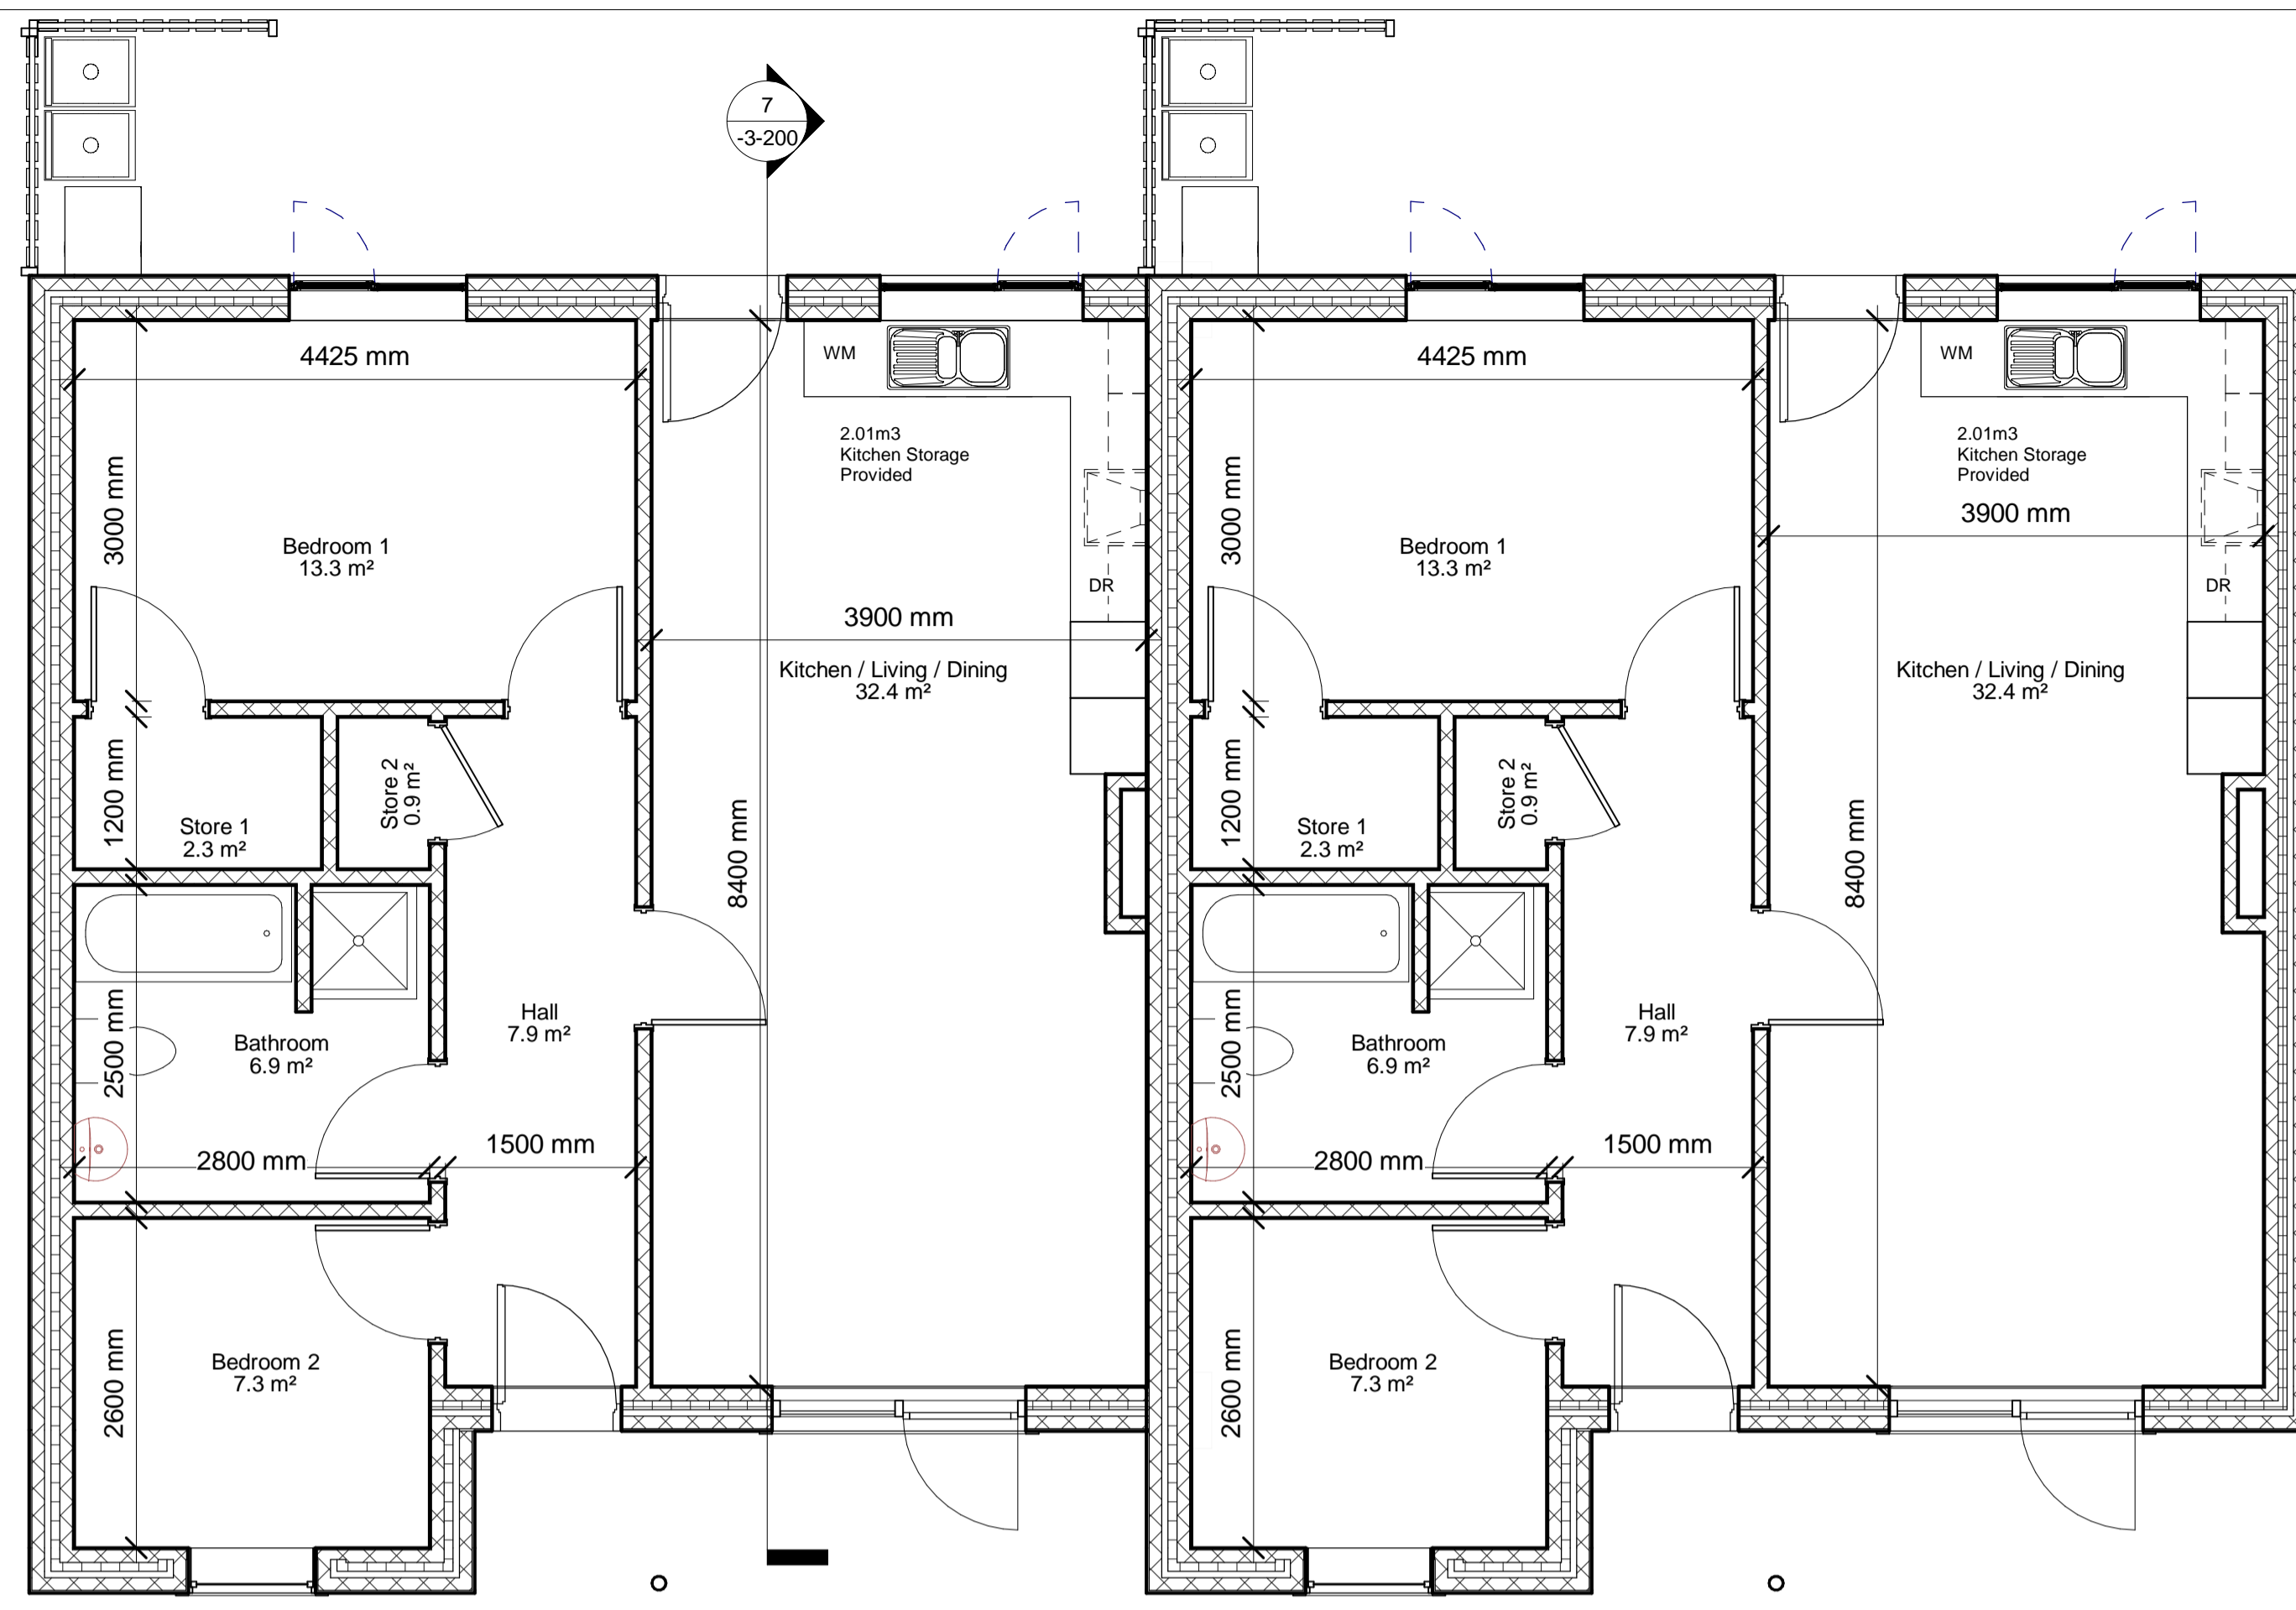 7
-3-200
4425 mm
WM
2.01m3
Kitchen Storage
Provided
3000 mm
Bedroom 1
13.3 m²
DR
3900 mm
Kitchen / Living / Dining
32.4 m²
1200 mm
Store 1
2.3 m²
Store 2
0.9 m²
8400 mm
Hall
7.9 m²
2500 mm
Bathroom
6.9 m²
2800 mm
1500 mm
2600 mm
Bedroom 2
7.3 m²
4425 mm
WM
2.01m3
Kitchen Storage
Provided
3900 mm
3000 mm
Bedroom 1
13.3 m²
DR
Kitchen / Living / Dining
32.4 m²
1200 mm
Store 1
2.3 m²
Store 2
0.9 m²
8400 mm
Hall
7.9 m²
2500 mm
Bathroom
6.9 m²
2800 mm
1500 mm
2600 mm
Bedroom 2
7.3 m²